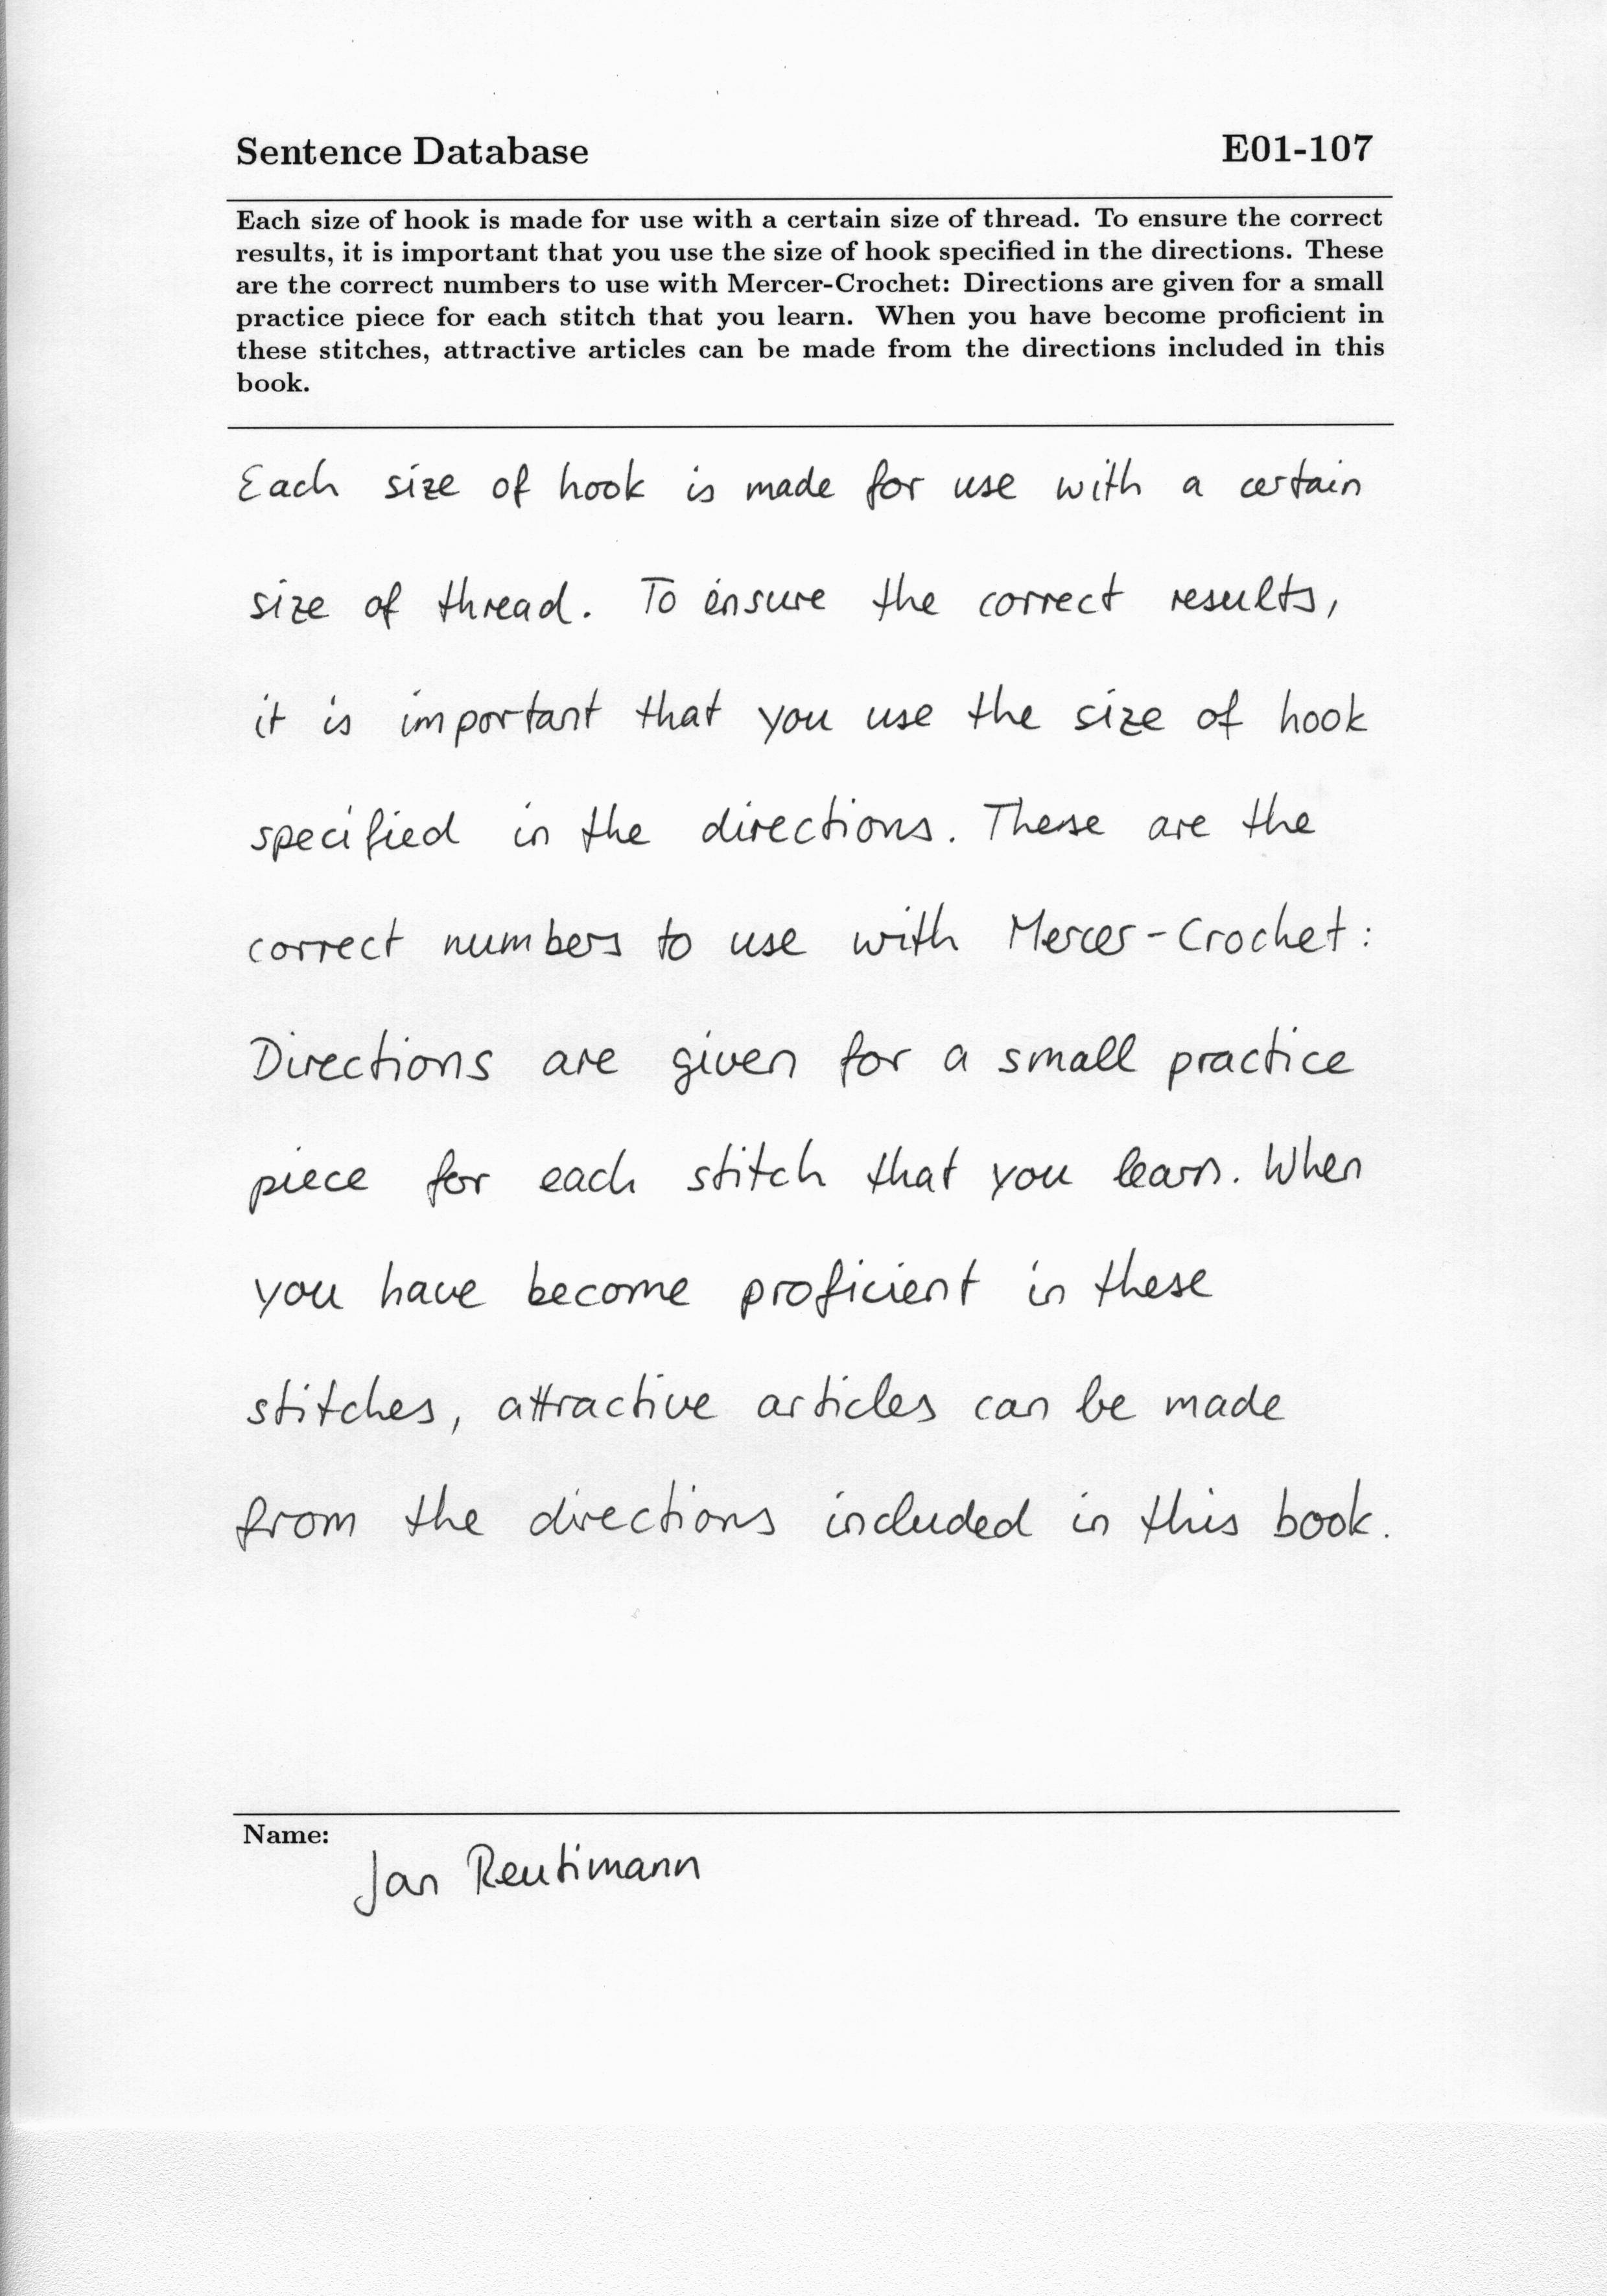 Sentence Database E01-107
Each size of hook is made for use with a certain size of thread. To ensure the correct
results, it is important that you use the size of hook specified in the directions. These
are the correct numbers to use with Mercer-Crochet: Directions are given for a small
practice piece for each stitch that you learn. When you have become proficient in
these stitches, attractive articles can be made from the directions included in this
book.
Each size of hook is made for use with a certain
size of thread. To ensure the correct results,
it is important that you use the size of hook
specified in the directions. These are the
correct numbers to use with Mercer-Crochet:
Directions are given for a small practice
piece for each stitch that you learn. When
you have become proficient in these
stitches, attractive articles can be made
from the directions included in this book.
Name:
Jan Reutimann